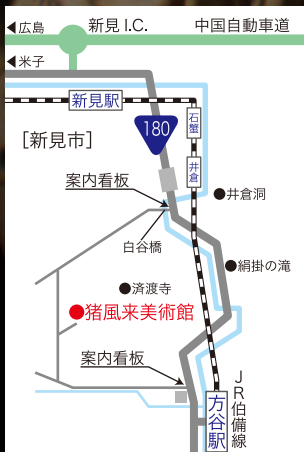 ◀広島
新見 I.C.
中国自動車道
◀米子
新見駅
石蟹
180
[新見市]
井倉
案内看板
●井倉洞
白谷橋
●絹掛の滝
●済渡寺
●猪風来美術館
案内看板
方谷駅
JR伯備線